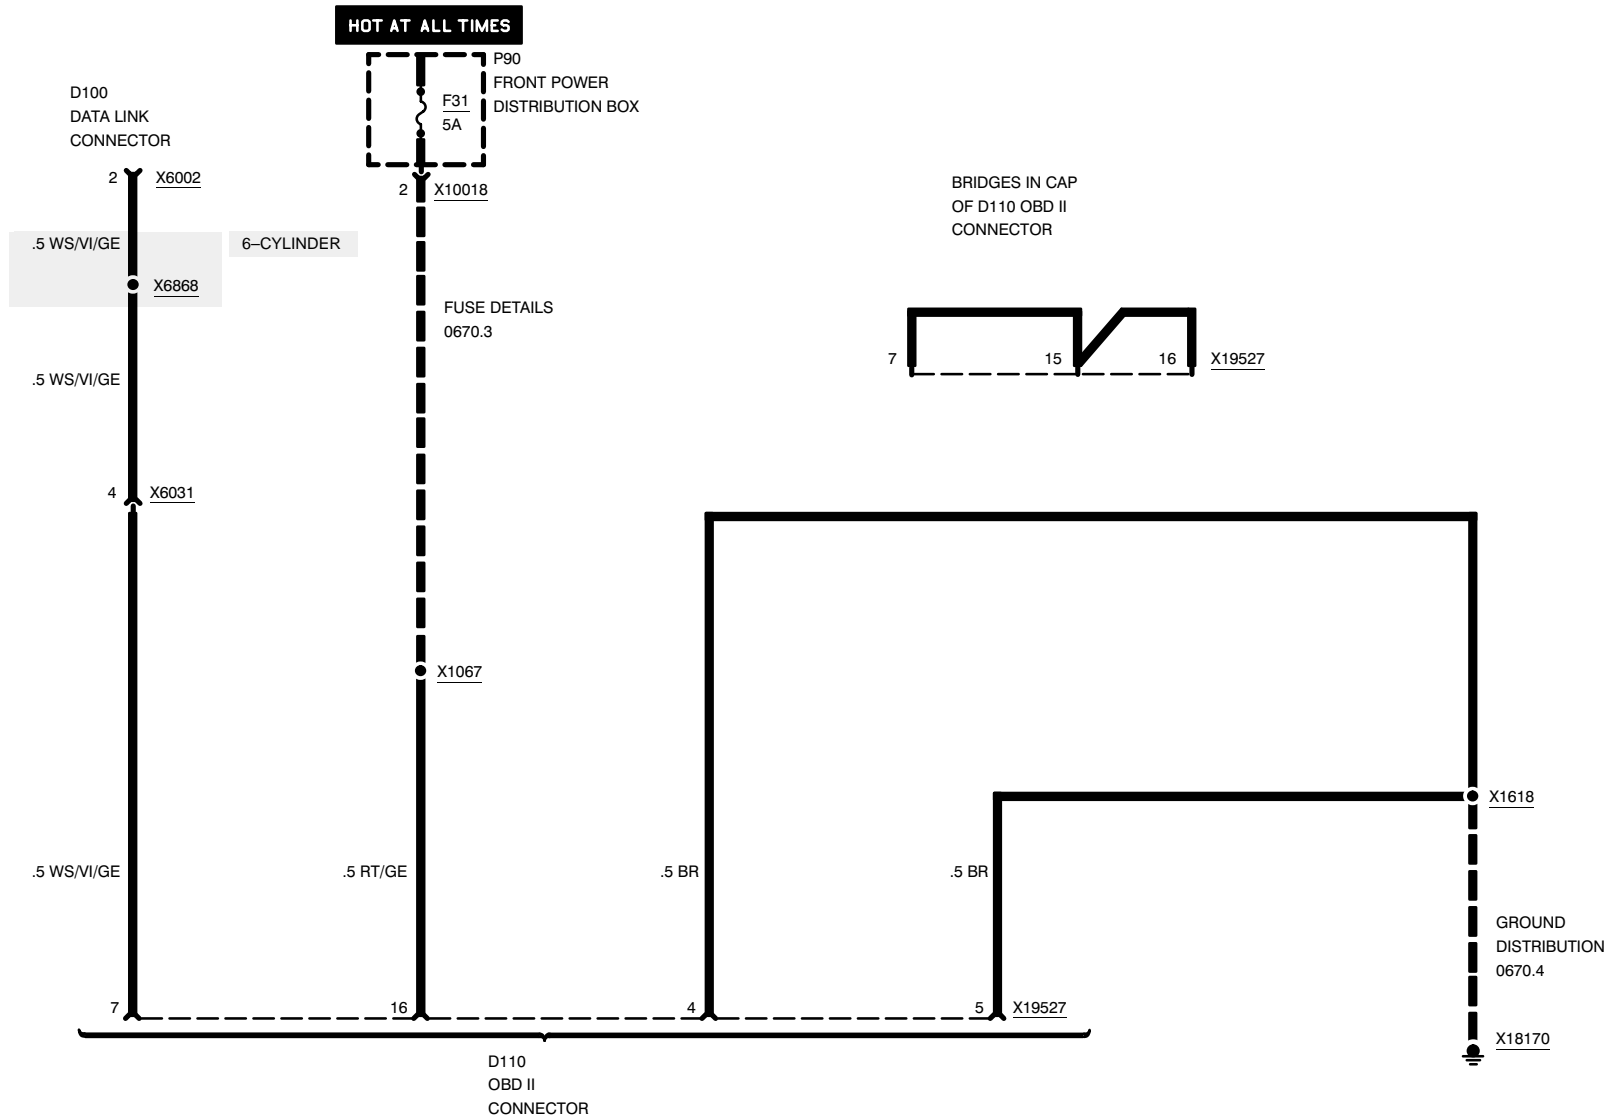 HOT AT ALL TIMES
P90
FRONT POWER
DISTRIBUTION BOX
F31
5A
D100
DATA LINK
CONNECTOR
2 X6002
2 X10018
BRIDGES IN CAP
OF D110 OBD II
CONNECTOR
.5 WS/VI/GE
6–CYLINDER
X6868
FUSE DETAILS
0670.3
7 15 16 X19527
.5 WS/VI/GE
4 X6031
X1067
X1618
.5 WS/VI/GE
.5 RT/GE
.5 BR
.5 BR
GROUND
DISTRIBUTION
0670.4
7 16 4 5 X19527
X18170
D110
OBD II
CONNECTOR